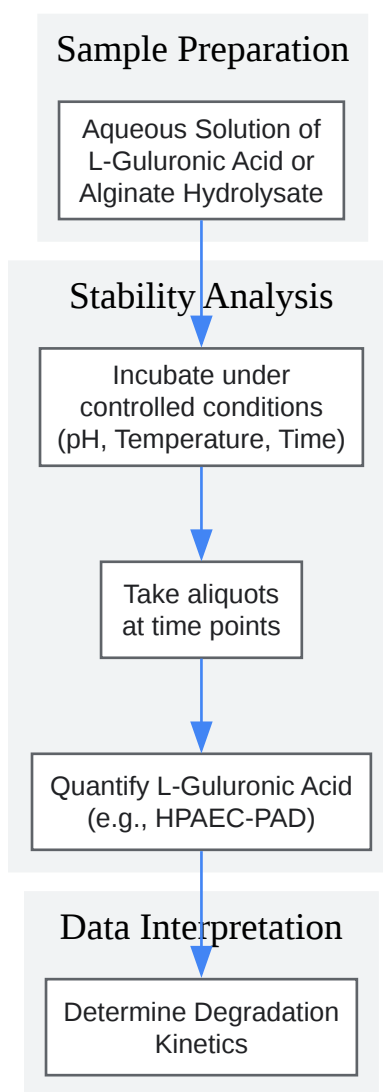 Sample Preparation
Aqueous Solution of
L-Guluronic Acid or
Alginate Hydrolysate
Stability Analysis
Incubate under
controlled conditions
(pH, Temperature, Time)
Take aliquots
at time points
Quantify L-Guluronic Acid
(e.g., HPAEC-PAD)
Data Interpretation
Determine Degradation
Kinetics